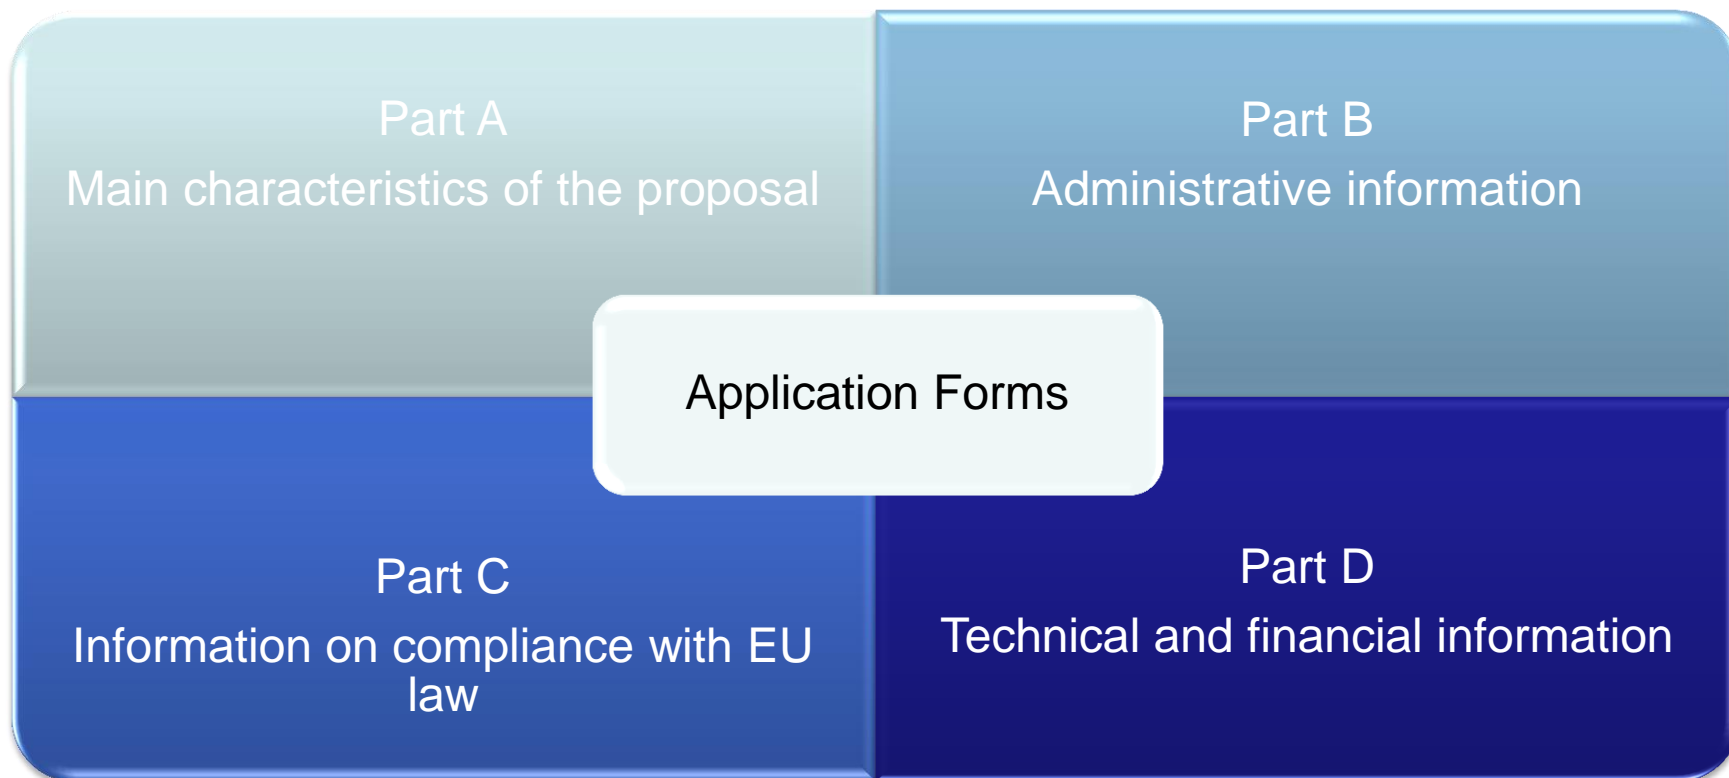 Part A
Main characteristics of the proposal
Part B
Administrative information
Application Forms
Part C
Information on compliance with EU
law
Part D
Technical and financial information